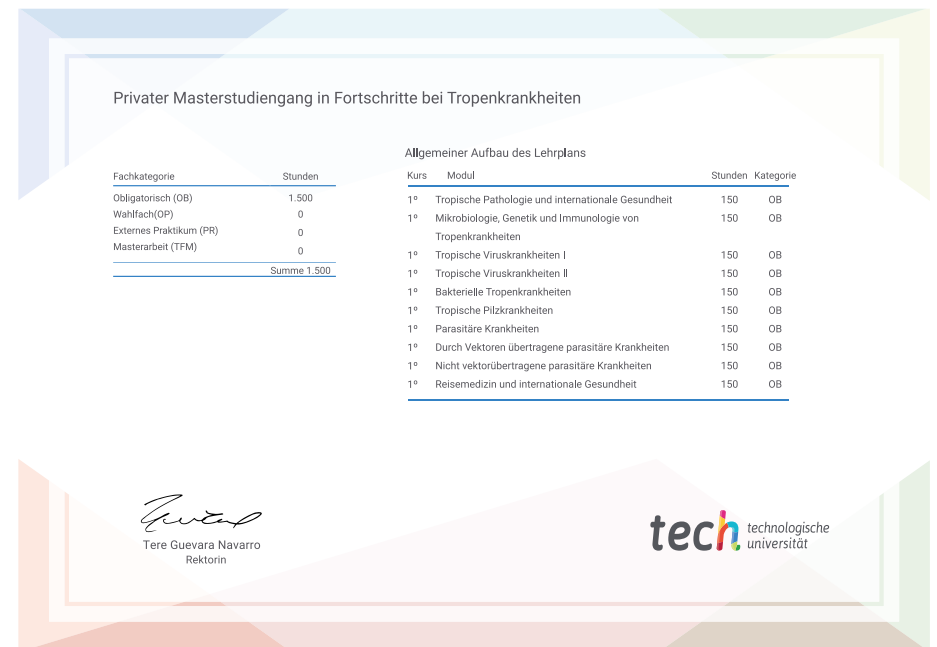 Privater Masterstudiengang in Fortschritte bei Tropenkrankheiten
Fachkategorie Stunden
Obligatorisch (OB) 1.500
Wahlfach(OP) 0
Externes Praktikum (PR) 0
Masterarbeit (TFM) 0
Summe 1.500
Allgemeiner Aufbau des Lehrplans
Kurs Modul Stunden Kategorie
1º Tropische Pathologie und internationale Gesundheit 150 OB
1º Mikrobiologie, Genetik und Immunologie von 150 OB
Tropenkrankheiten
1º Tropische Viruskrankheiten I 150 OB
1º Tropische Viruskrankheiten II 150 OB
1º Bakterielle Tropenkrankheiten 150 OB
1º Tropische Pilzkrankheiten 150 OB
1º Parasitäre Krankheiten 150 OB
1º Durch Vektoren übertragene parasitäre Krankheiten 150 OB
1º Nicht vektorübertragene parasitäre Krankheiten 150 OB
1º Reisemedizin und internationale Gesundheit 150 OB
Tere Guevara Navarro
Rektorin
tech technologische
universität